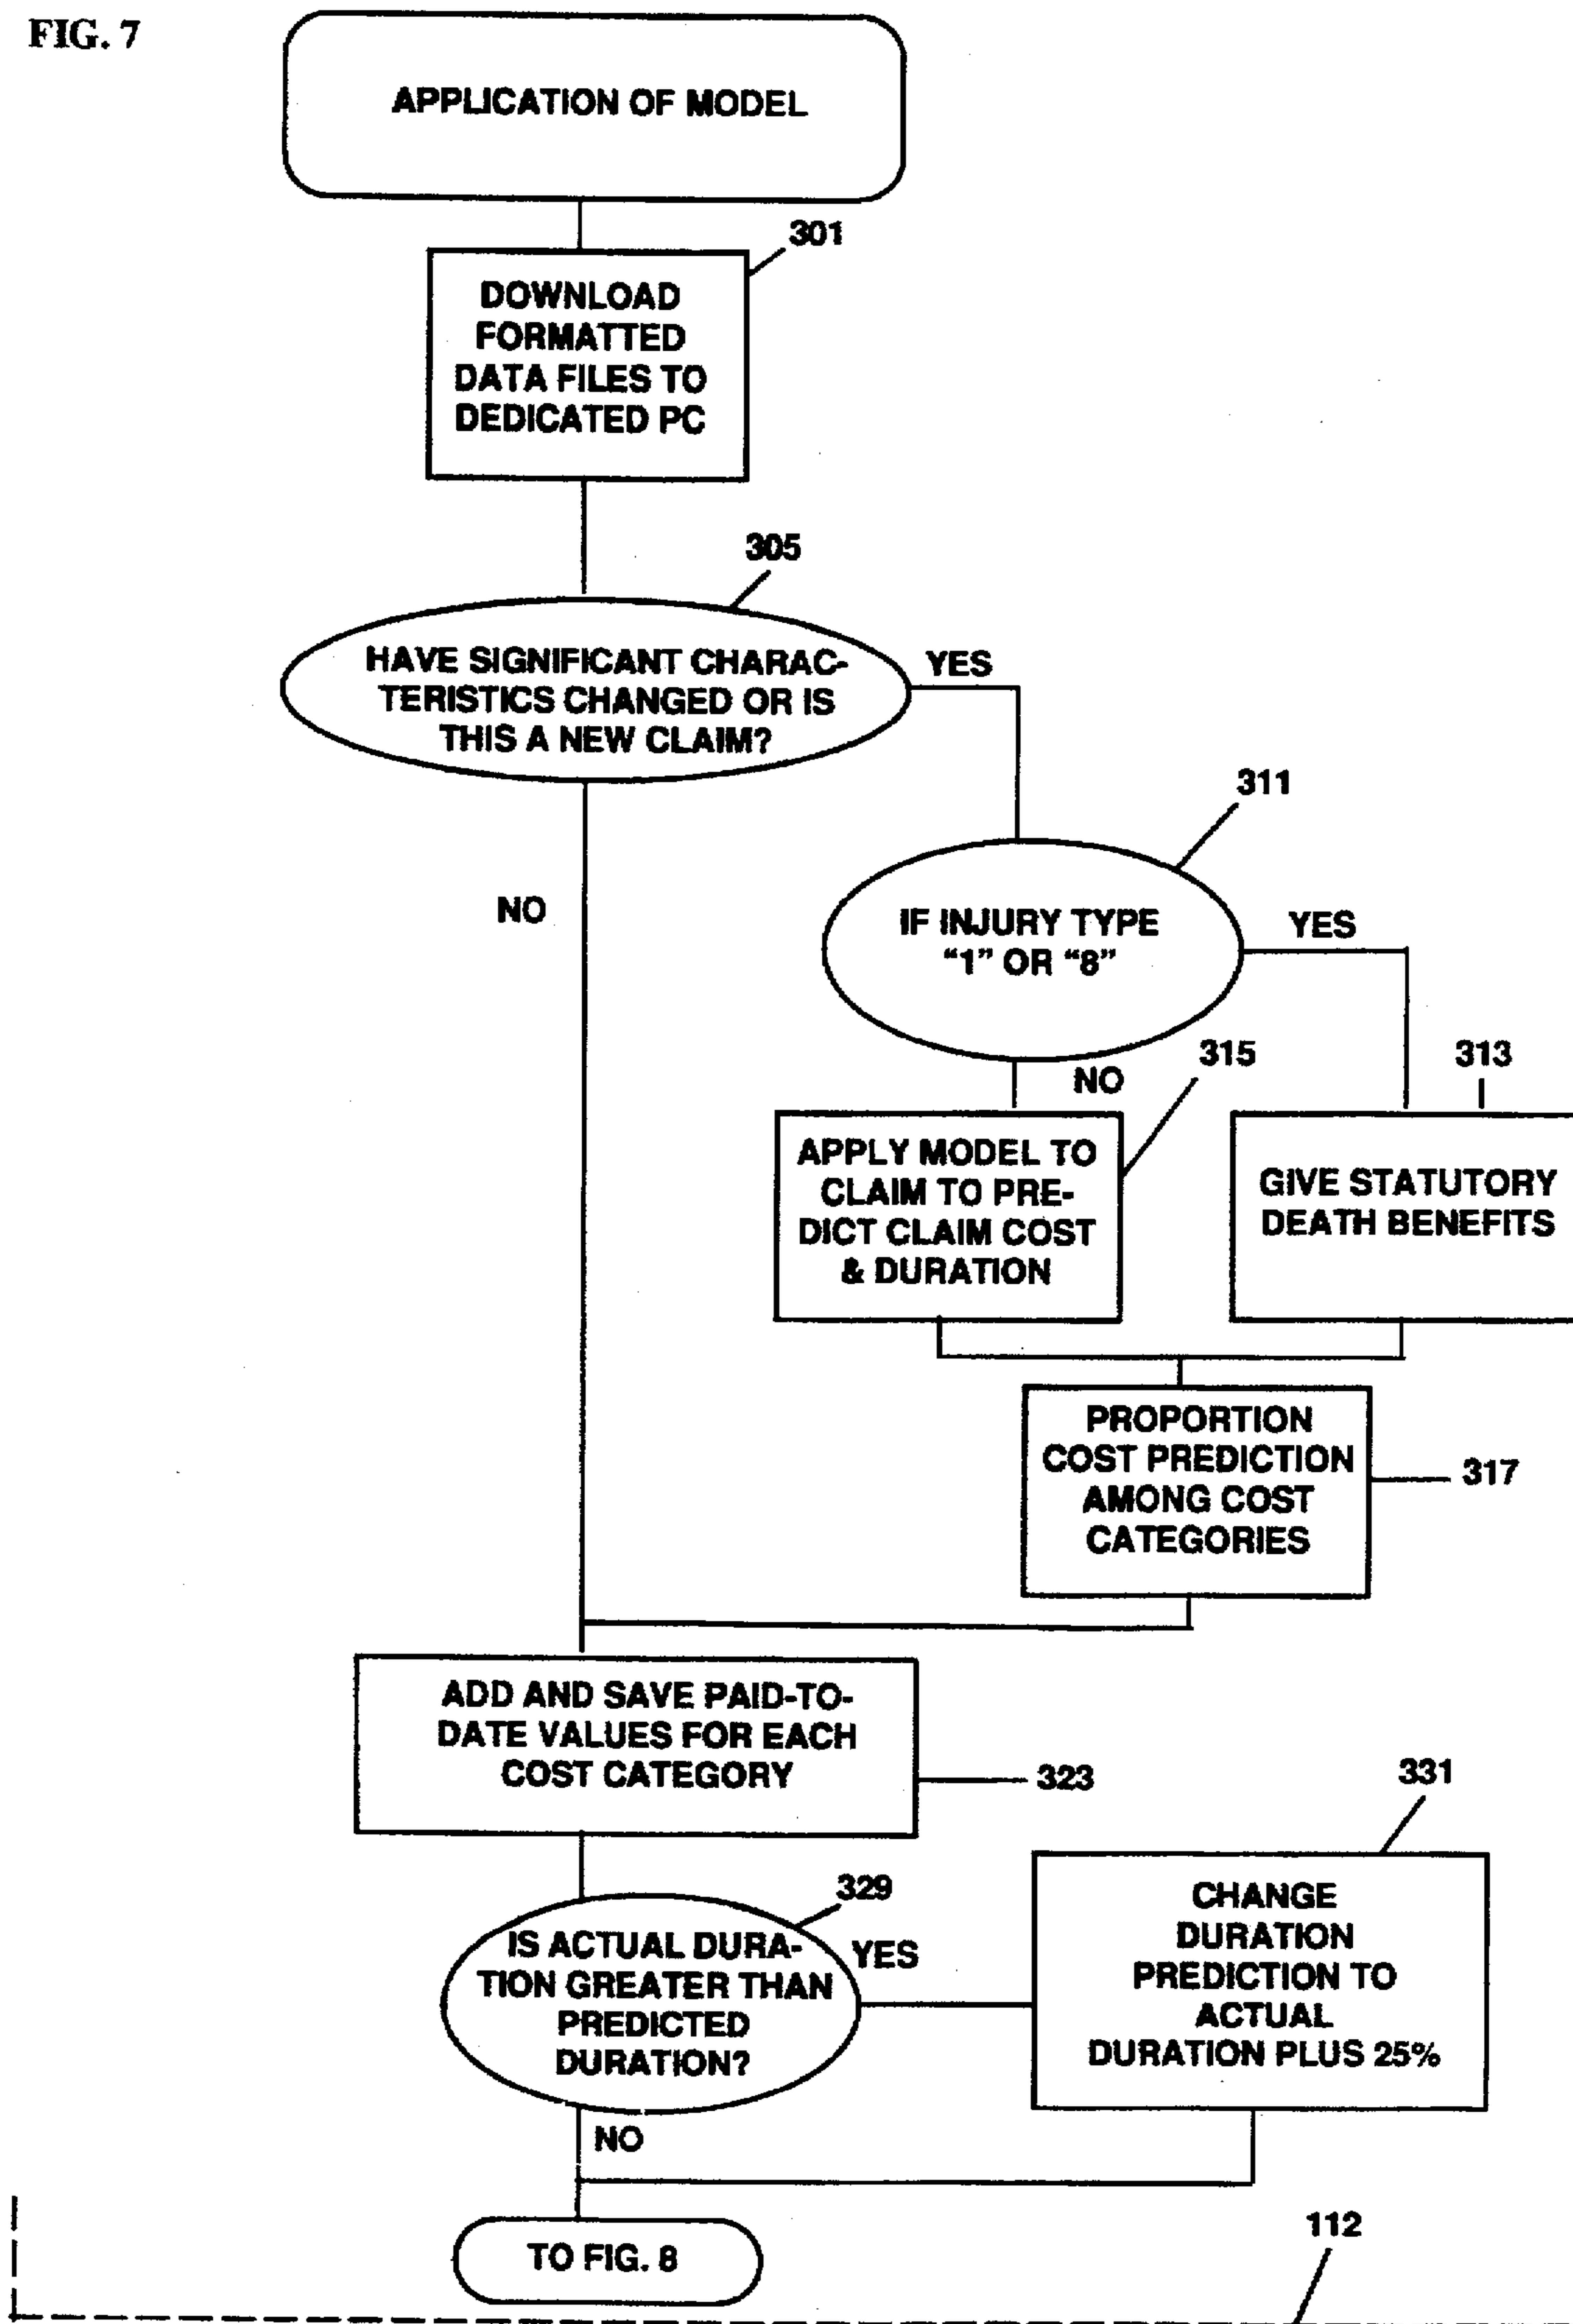 FIG. 7
APPLICATION OF MODEL
301
DOWNLOAD
FORMATTED
DATA FILES TO
DEDICATED PC
305
HAVE SIGNIFICANT CHARAC-
TERISTICS CHANGED OR IS
THIS A NEW CLAIM?
YES
NO
311
IF INJURY TYPE
“1” OR “8”
YES
NO
315
313
APPLY MODEL TO
CLAIM TO PRE-
DICT CLAIM COST
& DURATION
GIVE STATUTORY
DEATH BENEFITS
PROPORTION
COST PREDICTION
AMONG COST
CATEGORIES
317
ADD AND SAVE PAID-TO-
DATE VALUES FOR EACH
COST CATEGORY
323
331
329
IS ACTUAL DURA-
TION GREATER THAN
PREDICTED
DURATION?
YES
CHANGE
DURATION
PREDICTION TO
ACTUAL
DURATION PLUS 25%
NO
TO FIG. 8
112